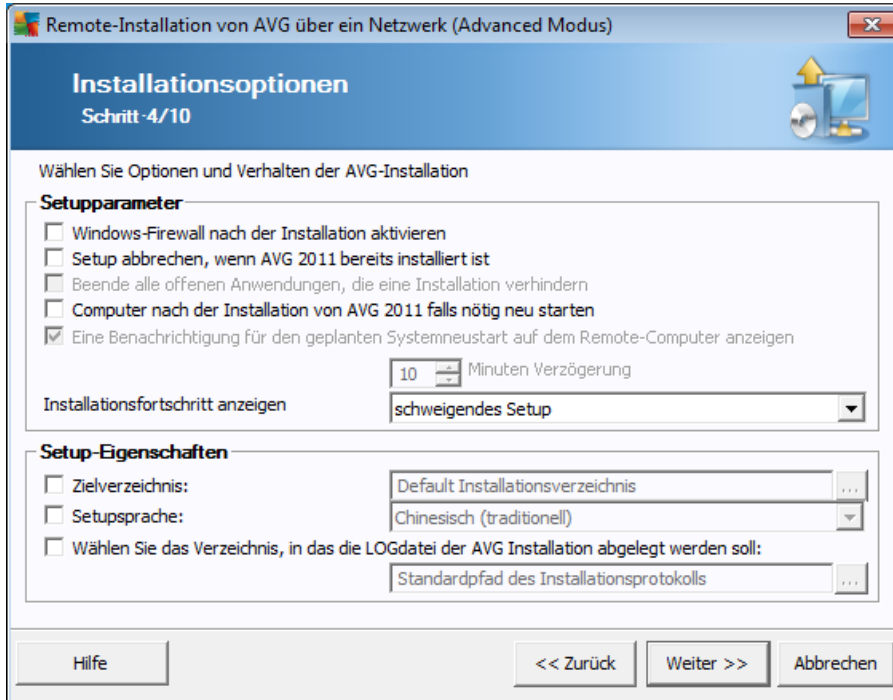 Remote-Installation von AVG über ein Netzwerk (Advanced Modus)
Installationsoptionen
Schritt-4/10
Wählen Sie Optionen und Verhalten der AVG-Installation
Setupparameter
Windows-Firewall nach der Installation aktivieren
Setup abbrechen, wenn AVG 2011 bereits installiert ist
Beende alle offenen Anwendungen, die eine Installation verhindern
Computer nach der Installation von AVG 2011 falls nötig neu starten
Eine Benachrichtigung für den geplanten Systemneustart auf dem Remote-Computer anzeigen
10 Minuten Verzögerung
Installationsfortschritt anzeigen schweigendes Setup
Setup-Eigenschaften
Zielverzeichnis: Default Installationsverzeichnis ...
Setupsprache: Chinesisch (traditionell)
Wählen Sie das Verzeichnis, in das die LOGdatei der AVG Installation abgelegt werden soll:
Standardpfad des Installationsprotokolls ...
Hilfe << Zurück Weiter >> Abbrechen